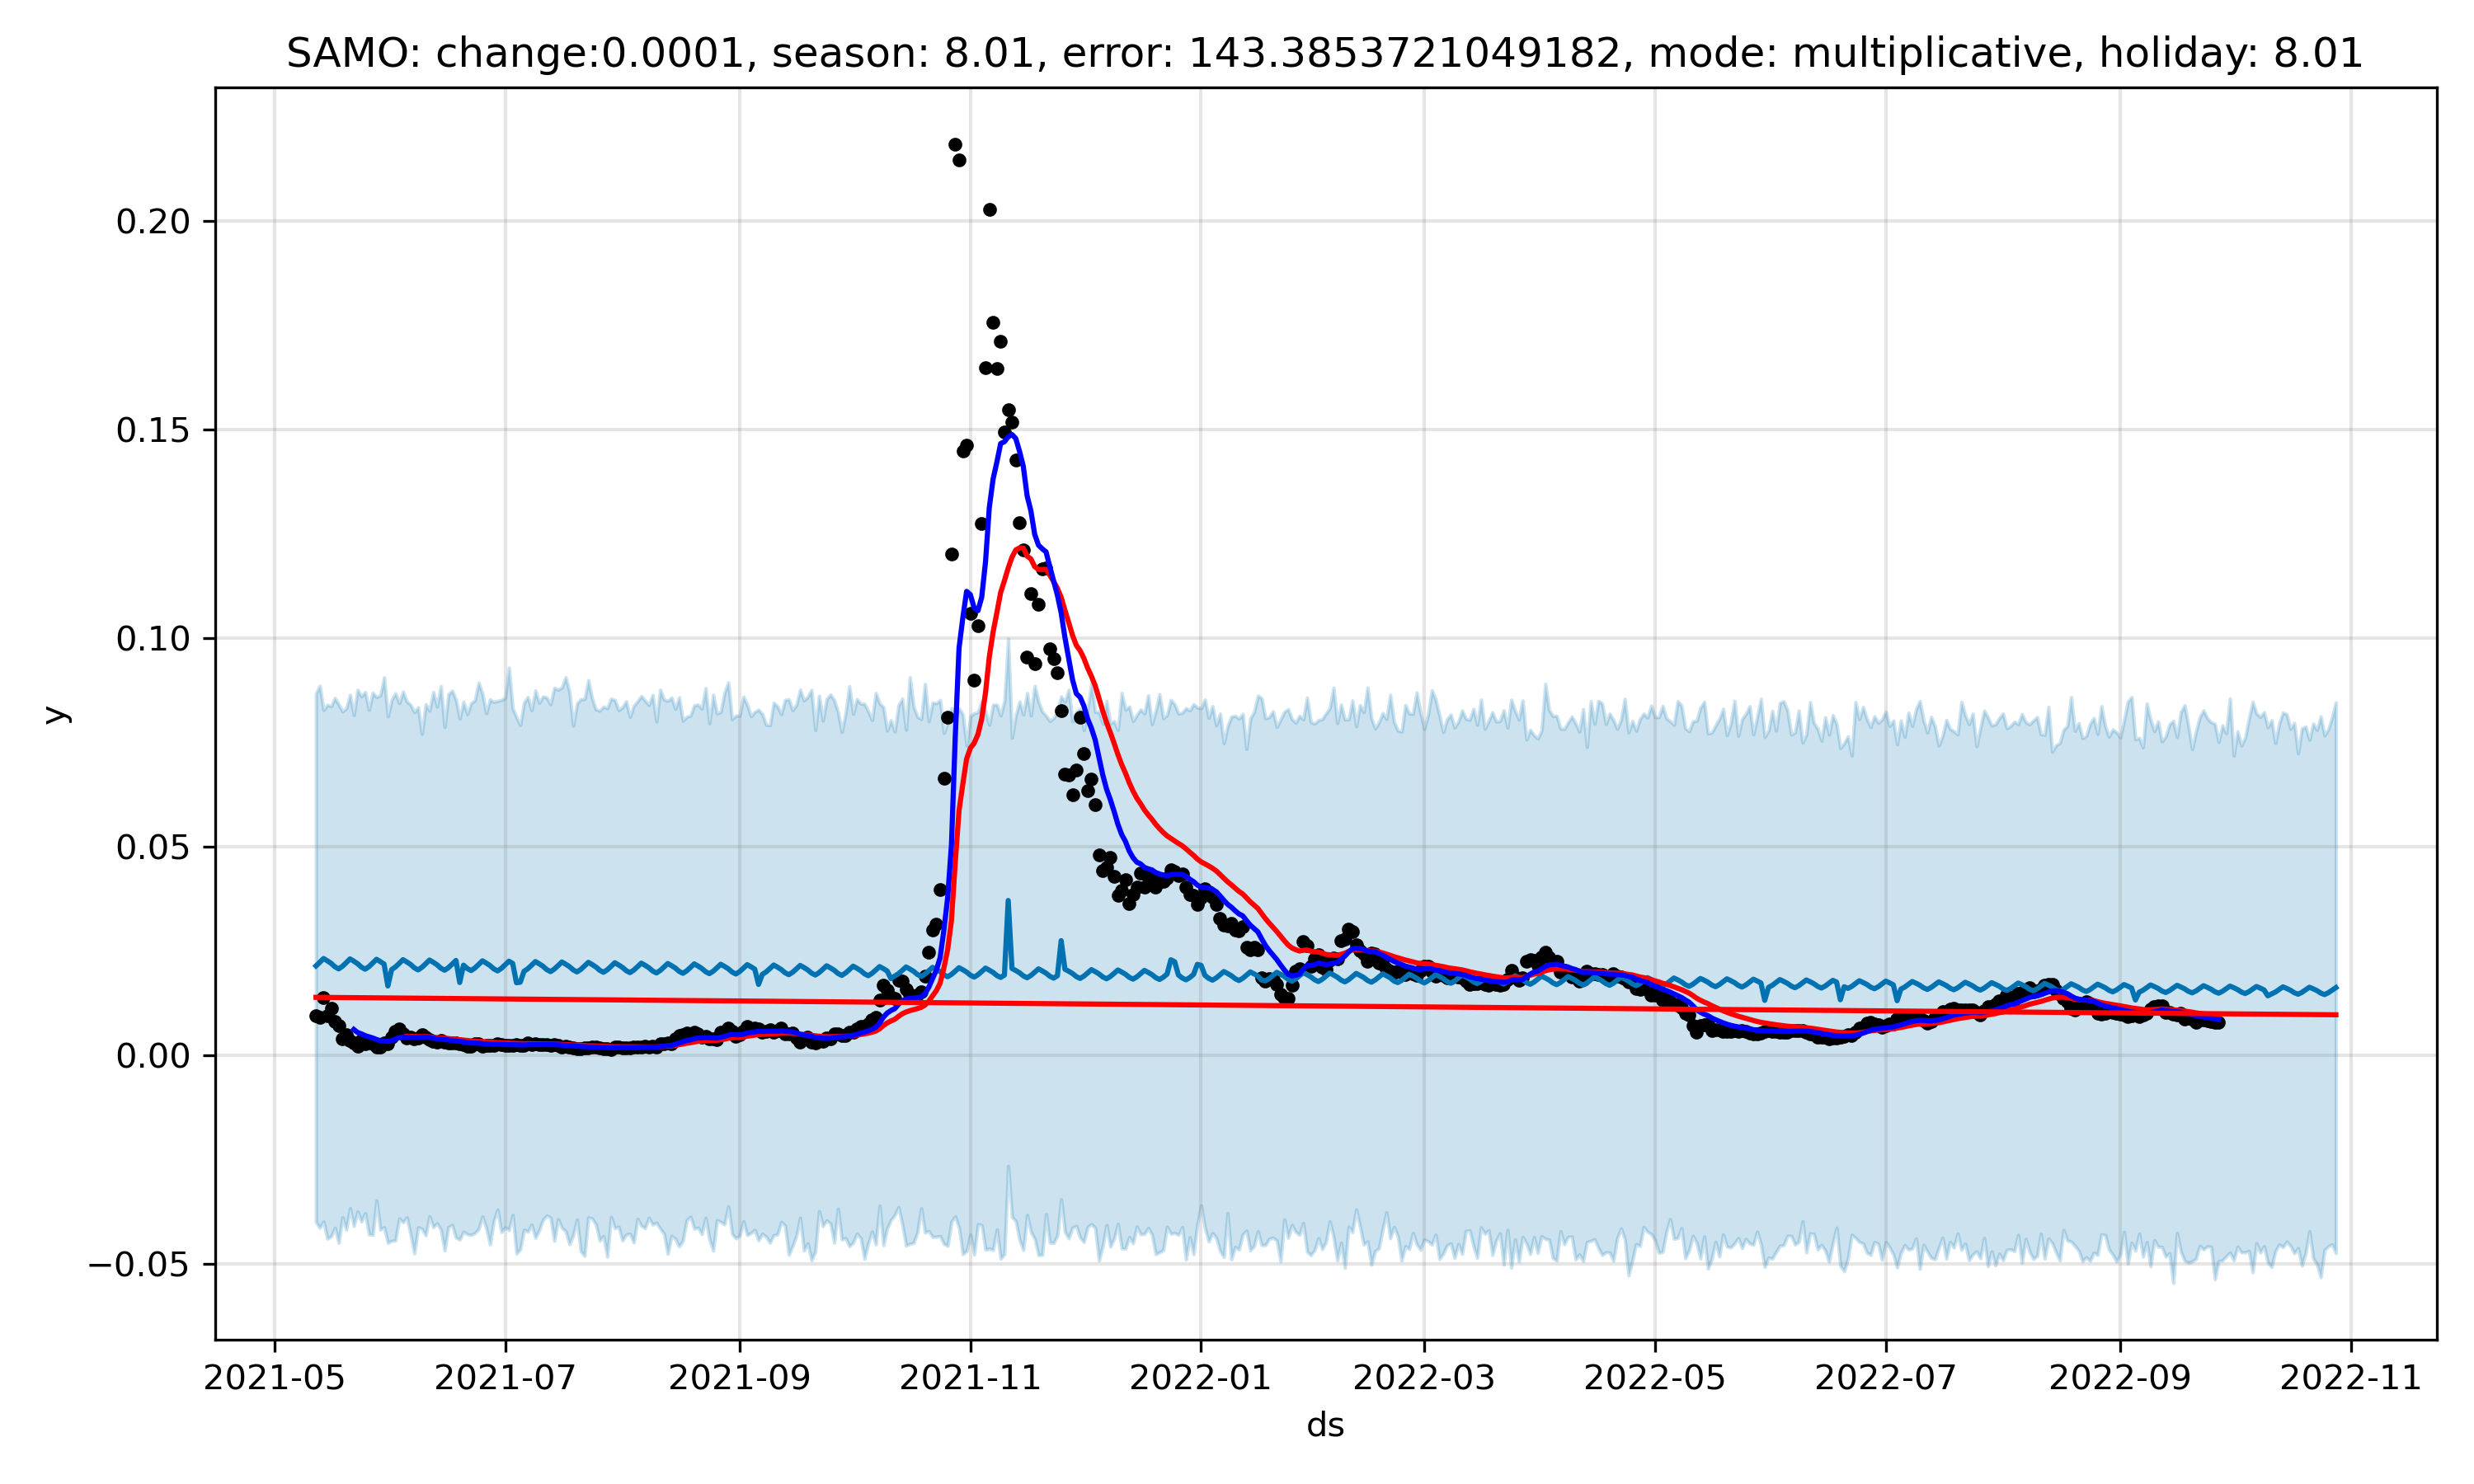 SAMO: change:0.0001, season: 8.01, error: 143.3853721049182, mode: multiplicative, holiday: 8.01
y
0.20
0.15
0.10
0.05
0.00
−0.05
2021-05 2021-07 2021-09 2021-11 2022-01 2022-03 2022-05 2022-07 2022-09 2022-11
ds